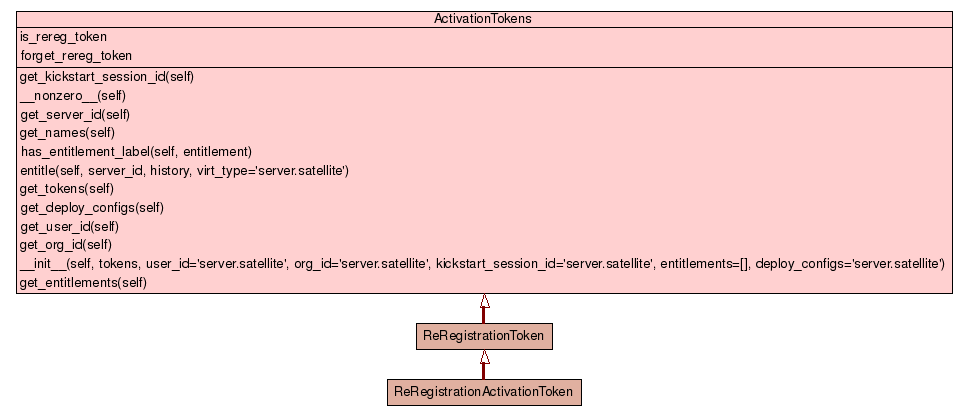 ActivationTokens
is_rereg_token
forget_rereg_token
get_kickstart_session_id(self)
__nonzero__(self)
get_server_id(self)
get_names(self)
has_entitlement_label(self, entitlement)
entitle(self, server_id, history, virt_type='server.satellite')
get_tokens(self)
get_deploy_configs(self)
get_user_id(self)
get_org_id(self)
__init__(self, tokens, user_id='server.satellite', org_id='server.satellite', kickstart_session_id='server.satellite', entitlements=[], deploy_configs='server.satellite')
get_entitlements(self)
ReRegistrationToken
ReRegistrationActivationToken